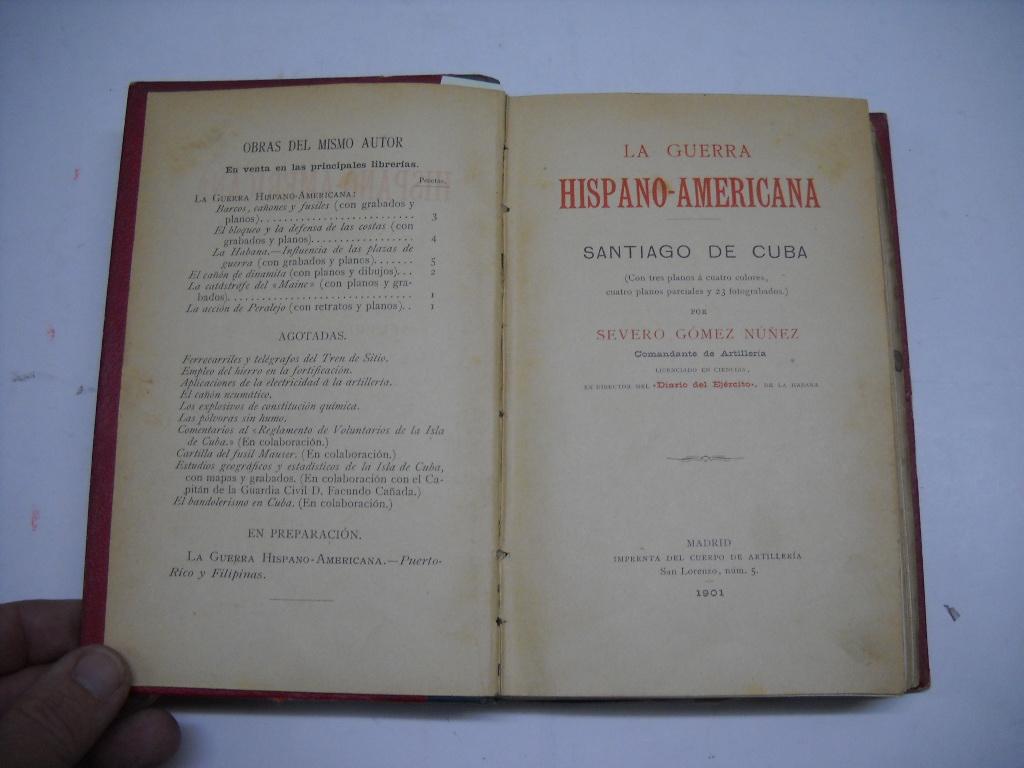 OBRAS DEL MISMO AUTOR
En venta en las principales librerías.
Pesetas.
LA GUERRA HISPANO-AMERICANA:
Barcos, cañones y fusiles (con grabados y
planos). . . . . . . . . . . . . . . . . . . . . . . . . . 3
El bloqueo y la defensa de las costas (con
grabados y planos). . . . . . . . . . . . . . . . . 4
La Habana.—Influencia de las plazas de
guerra (con grabados y planos). . . . . . . 5
El cañón de dinamita (con planos y dibujos). . . 2
La catástrofe del «Maine» (con planos y gra-
bados). . . . . . . . . . . . . . . . . . . . . . . . . . . . . . . 1
La acción de Peralejo (con retratos y planos). . 1
AGOTADAS.
Ferrocarriles y telégrafos del Tren de Sitio.
Empleo del hierro en la fortificación.
Aplicaciones de la electricidad á la artillería.
El cañón neumático.
Los explosivos de constitución química.
Las pólvoras sin humo.
Comentarios al «Reglamento de Voluntarios de la Isla
de Cuba.» (En colaboración.)
Cartilla del fusil Mauser. (En colaboración.)
Estudios geográficos y estadísticos de la Isla de Cuba,
con mapas y grabados. (En colaboración con el Ca-
pitán de la Guardia Civil D. Facundo Cañada.)
El bandolerismo en Cuba. (En colaboración.)
EN PREPARACIÓN.
LA GUERRA HISPANO-AMERICANA.—Puerto-
Rico y Filipinas.
LA GUERRA
HISPANO-AMERICANA
SANTIAGO DE CUBA
(Con tres planos á cuatro colores,
cuatro planos parciales y 23 fotograbados.)
POR
SEVERO GÓMEZ NÚÑEZ
Comandante de Artillería
LICENCIADO EN CIENCIAS,
EX DIRECTOR DEL «Diario del Ejército», DE LA HABANA
MADRID
IMPRENTA DEL CUERPO DE ARTILLERÍA
San Lorenzo, núm. 5.
1901